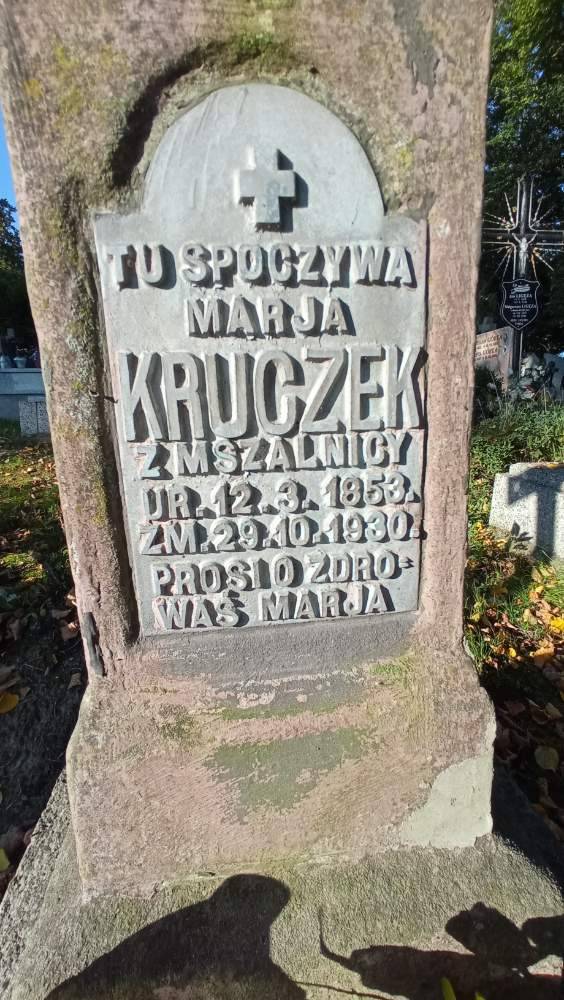 TU SPOCZYWA
MARJA
KRUCZEK
Z MSZALNICY
UR. 12. 3. 1853.
ZM. 29. 10. 1930.
PROSI O ZDRO-
WAŚ MARJA